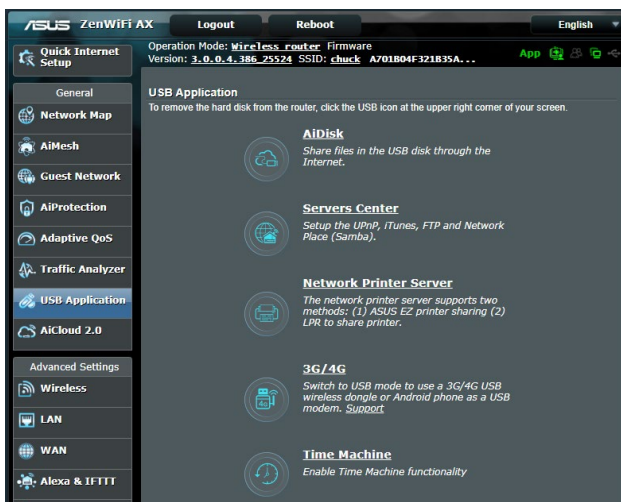 ASUS ZenWiFi AX Logout Reboot English
Quick Internet Setup
Operation Mode: Wireless router Firmware
Version: 3.0.0.4.386_25524 SSID: chuck A701B04F321B35A... App
General
Network Map
AiMesh
Guest Network
AiProtection
Adaptive QoS
Traffic Analyzer
USB Application
AiCloud 2.0
Advanced Settings
Wireless
LAN
WAN
Alexa & IFTTT
USB Application
To remove the hard disk from the router, click the USB icon at the upper right corner of your screen.
AiDisk
Share files in the USB disk through the
Internet.
Servers Center
Setup the UPnP, iTunes, FTP and Network
Place (Samba).
Network Printer Server
The network printer server supports two
methods: (1) ASUS EZ printer sharing (2)
LPR to share printer.
3G/4G
4G
Switch to USB mode to use a 3G/4G USB
wireless dongle or Android phone as a USB
modem. Support
Time Machine
Enable Time Machine functionality